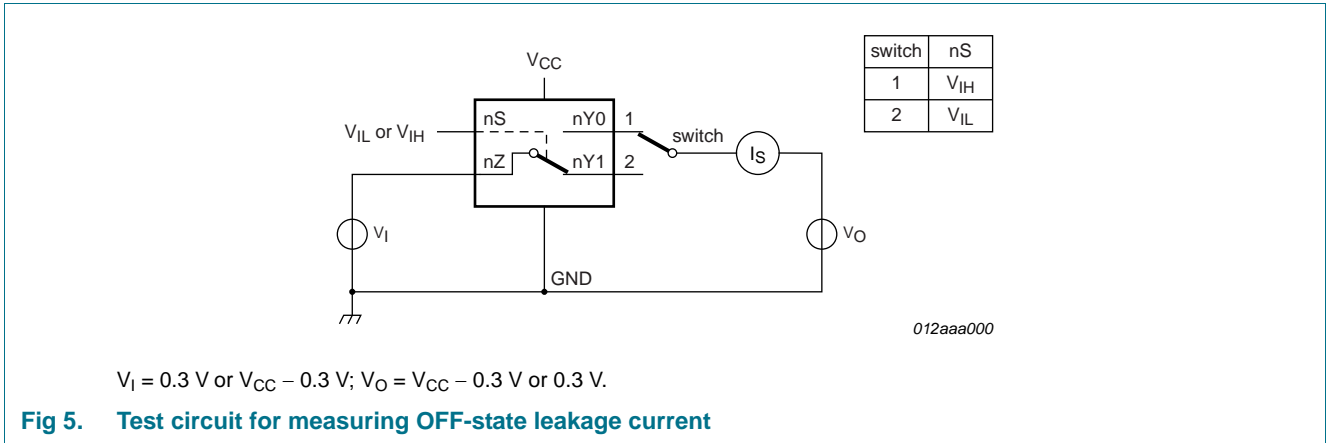 VCC
switch nS
1 VIH
2 VIL
nS nY0 1
VIL or VIH
switch
IS
nZ nY1 2
VI
VO
GND
012aaa000
VI = 0.3 V or VCC − 0.3 V; VO = VCC − 0.3 V or 0.3 V.
Fig 5. Test circuit for measuring OFF-state leakage current